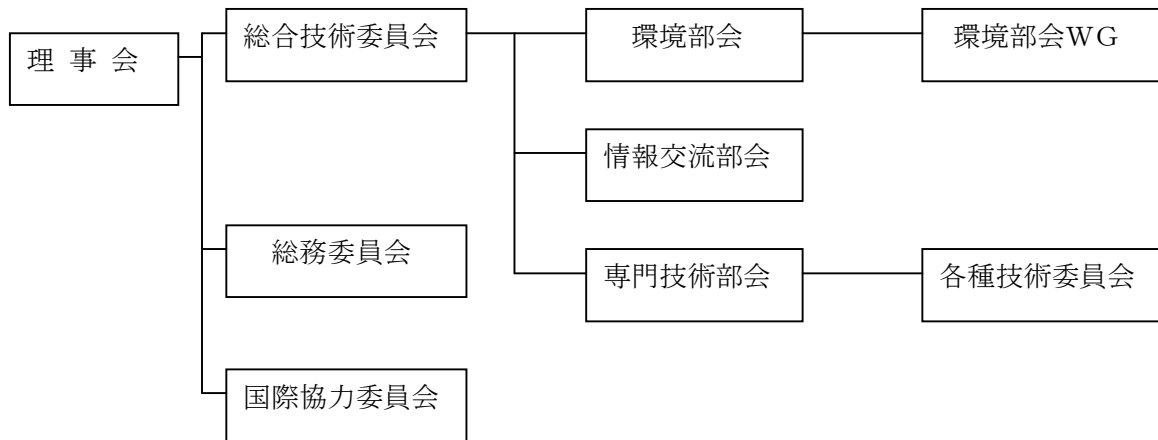 理 事 会
総合技術委員会
環境部会
環境部会WG
情報交流部会
総務委員会
専門技術部会
各種技術委員会
国際協力委員会